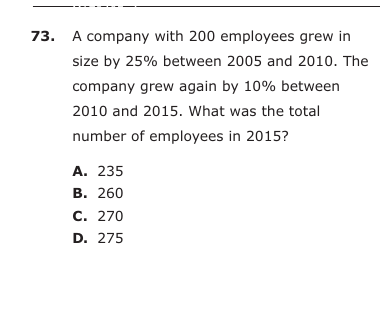 73. A company with 200 employees grew in
size by 25% between 2005 and 2010. The
company grew again by 10% between
2010 and 2015. What was the total
number of employees in 2015?
A. 235
B. 260
C. 270
D. 275